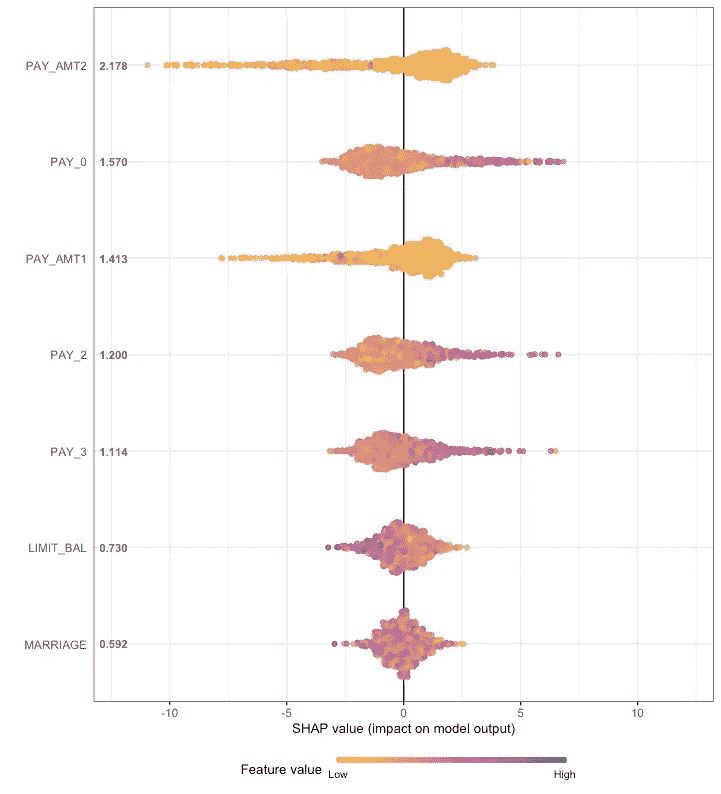 PAY_AMT2 2.178
PAY_0 1.570
PAY_AMT1 1.413
PAY_2 1.200
PAY_3 1.114
LIMIT_BAL 0.730
MARRIAGE 0.592
-10 -5 0 5 10
SHAP value (impact on model output)
Feature value Low High